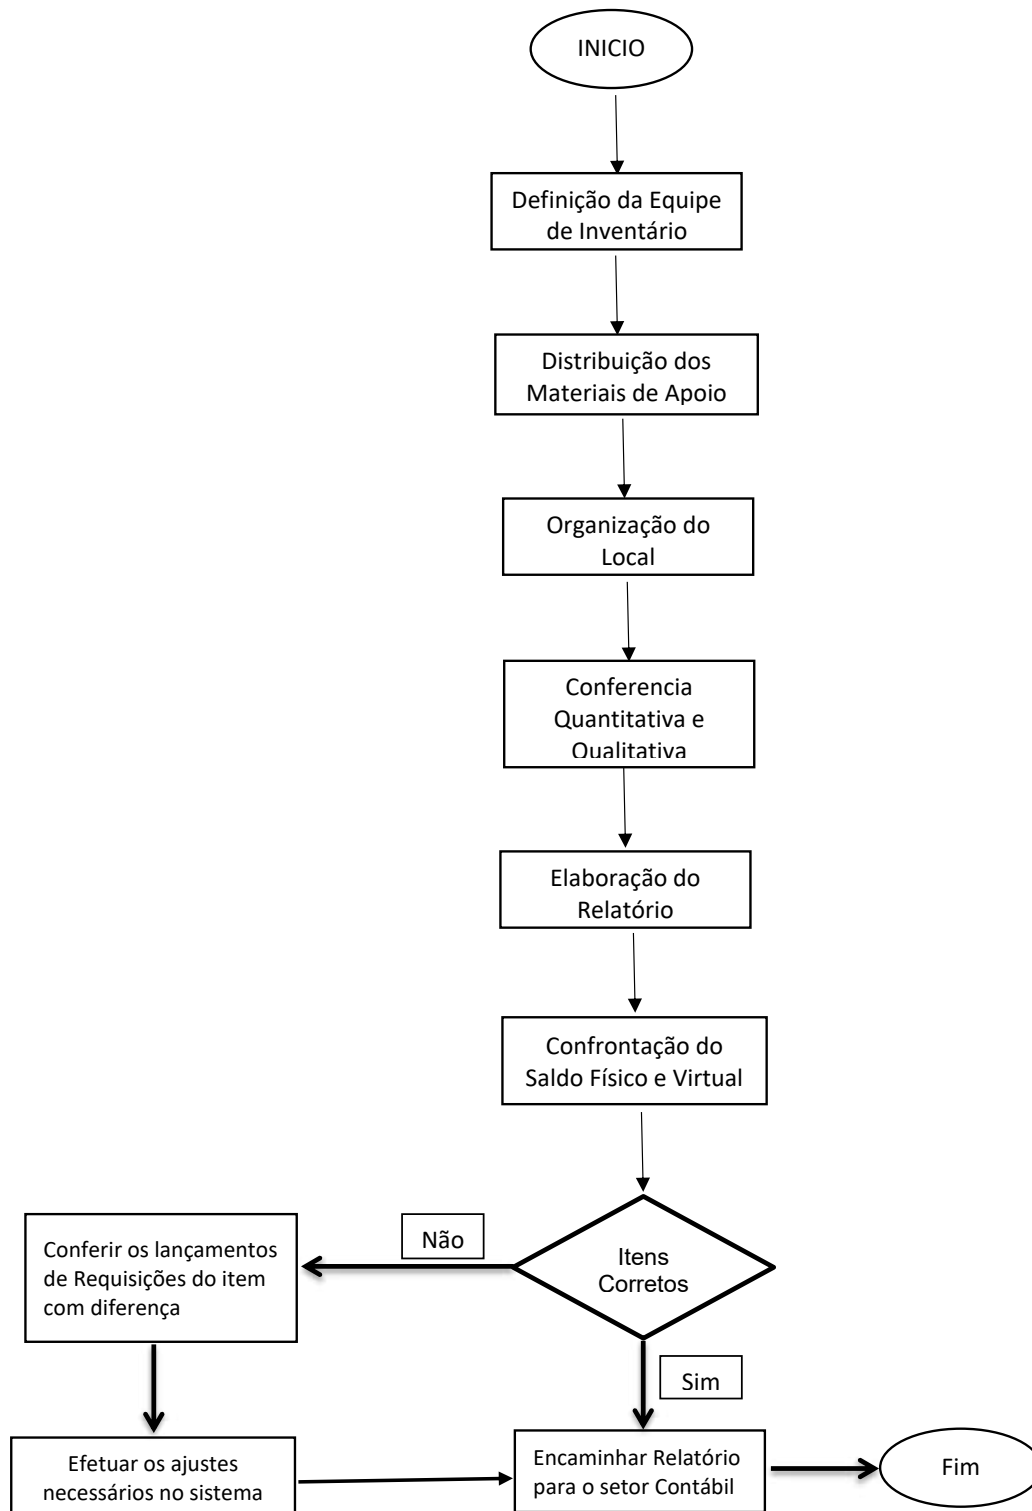 INICIO
Definição da Equipe
de Inventário
Distribuição dos
Materiais de Apoio
Organização do
Local
Conferencia
Quantitativa e
Qualitativa
Elaboração do
Relatório
Confrontação do
Saldo Físico e Virtual
Itens
Corretos
Não
Conferir os lançamentos
de Requisições do item
com diferença
Sim
Efetuar os ajustes
necessários no sistema
Encaminhar Relatório
para o setor Contábil
Fim